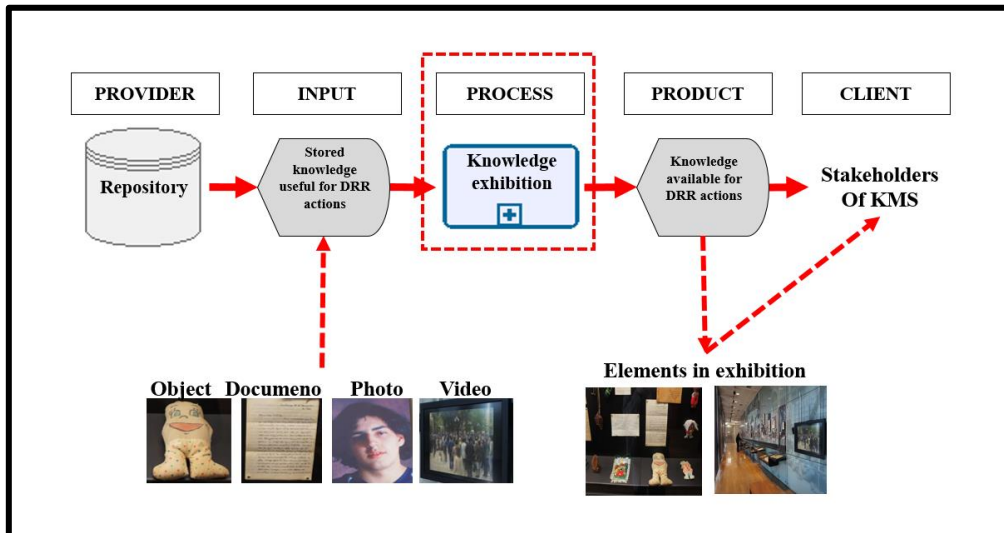 PROVIDER
INPUT
PROCESS
PRODUCT
CLIENT
Repository
Stored
knowledge
useful for DRR
actions
Knowledge
exhibition
Knowledge
available for
DRR actions
Stakeholders
Of KMS
Object
Documeno
Photo
Video
Elements in exhibition